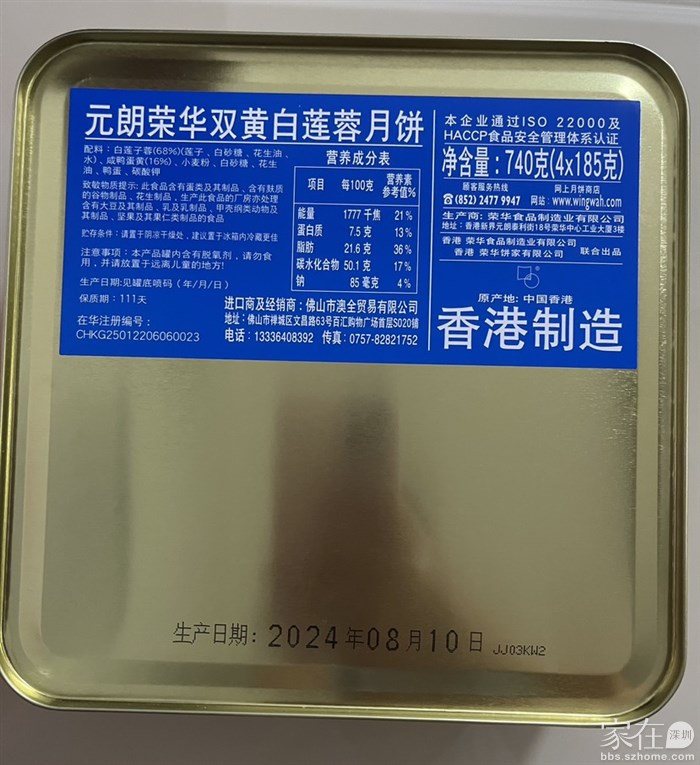 元朗荣华双黄白莲蓉月饼
配料：白莲子蓉(68%)(莲子、白砂糖、花生油、
水)、咸鸭蛋黄(16%)、小麦粉、白砂糖、花生
油、鸭蛋、碳酸钾
致敏物质提示: 此食品含有蛋类及其制品、含有麸质
的谷物制品、花生制品，生产此食品的厂房亦处理
含有大豆及其制品、乳及乳制品、甲壳纲类动物及
其制品、坚果及其果仁类制品的食品
贮存条件：请置于阴凉干燥处，建议置于冰箱内冷藏更佳
注意事项：本产品罐内含有脱氧剂，请勿食
用，并请放置于远离儿童的地方!
生产日期:见罐底喷码（年/月/日）
保质期：111天
在华注册编号：
CHKG25012206060023
营养成分表
项目 每100克 营养素
参考值%
能量 1777 千焦 21%
蛋白质 7.5 克 13%
脂肪 21.6 克 36%
碳水化合物 50.1 克 17%
钠 85 毫克 4%
进口商及经销商：佛山市澳全贸易有限公司
地址：佛山市禅城区文昌路63号百汇购物广场首层S020铺
电话：13336408392 传真：0757-82821752
本企业通过ISO 22000及
HACCP食品安全管理体系认证
净含量：740克(4x185克)
顾客服务热线 网上月饼商店
☎(852) 2477 9947 网站：www.wingwah.com
生产商: 荣华食品制造业有限公司
地址：香港新界元朗泰利街18号荣华中心工业大厦3楼
香港 荣华食品制造业有限公司
香港 荣华饼家有限公司 联合出品
原产地: 中国香港
香港制造
生产日期: 2024年08月10日 JJ03KW2
家在深圳
bbs.szhome.com